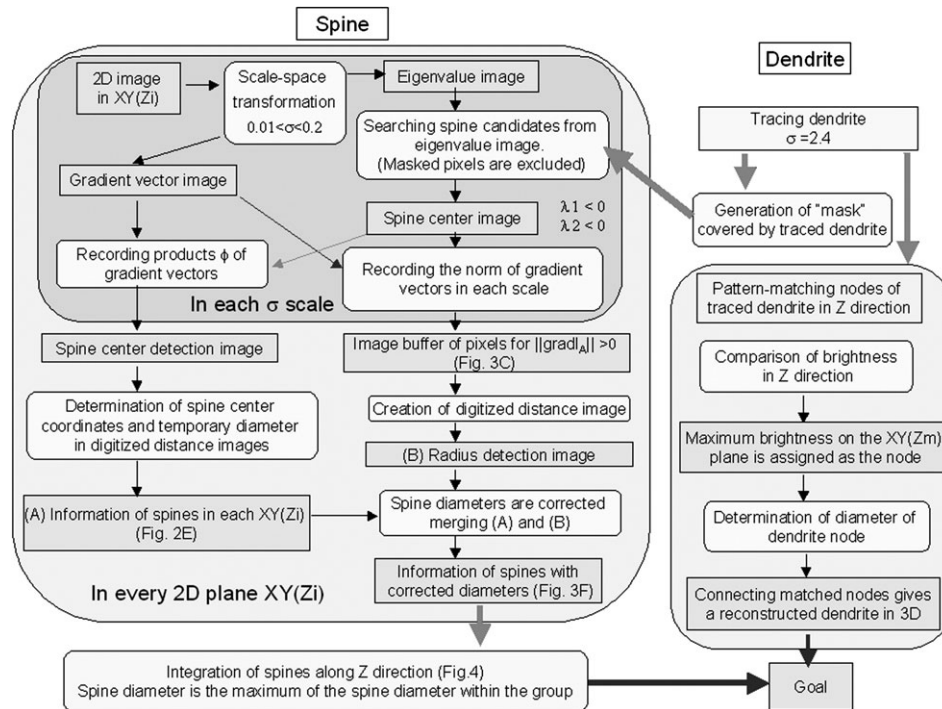 Spine
Dendrite
2D image
in XY(Zi)
Scale-space
transformation
0.01<σ<0.2
Eigenvalue image
Searching spine candidates from
eigenvalue image.
(Masked pixels are excluded)
Gradient vector image
Spine center image
λ1 < 0
λ2 < 0
Recording products ϕ of
gradient vectors
Recording the norm of gradient
vectors in each scale
In each σ scale
Spine center detection image
Image buffer of pixels for ||grad|A|| >0
(Fig. 3C)
Determination of spine center
coordinates and temporary diameter
in digitized distance images
Creation of digitized distance image
(B) Radius detection image
(A) Information of spines in each XY(Zi)
(Fig. 2E)
Spine diameters are corrected
merging (A) and (B)
In every 2D plane XY(Zi)
Information of spines with
corrected diameters (Fig. 3F)
Integration of spines along Z direction (Fig.4)
Spine diameter is the maximum of the spine diameter within the group
Tracing dendrite
σ =2.4
Generation of "mask"
covered by traced dendrite
Pattern-matching nodes of
traced dendrite in Z direction
Comparison of brightness
in Z direction
Maximum brightness on the XY(Zm)
plane is assigned as the node
Determination of diameter of
dendrite node
Connecting matched nodes gives
a reconstructed dendrite in 3D
Goal